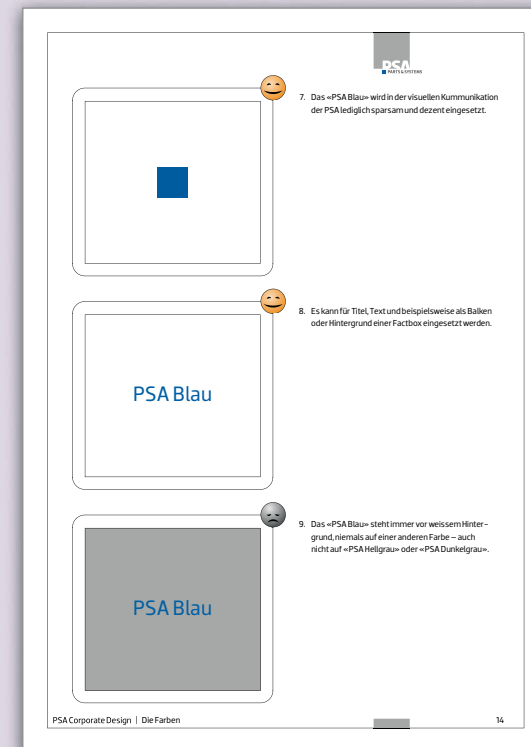 PSA
PARTS & SYSTEMS
7. Das «PSA Blau» wird in der visuellen Kummunikation
der PSA lediglich sparsam und dezent eingesetzt.
8. Es kann für Titel, Text und beispielsweise als Balken
oder Hintergrund einer Factbox eingesetzt werden.
PSA Blau
9. Das «PSA Blau» steht immer vor weissem Hinter-
grund, niemals auf einer anderen Farbe – auch
nicht auf «PSA Hellgrau» oder «PSA Dunkelgrau».
PSA Blau
PSA Corporate Design | Die Farben
14